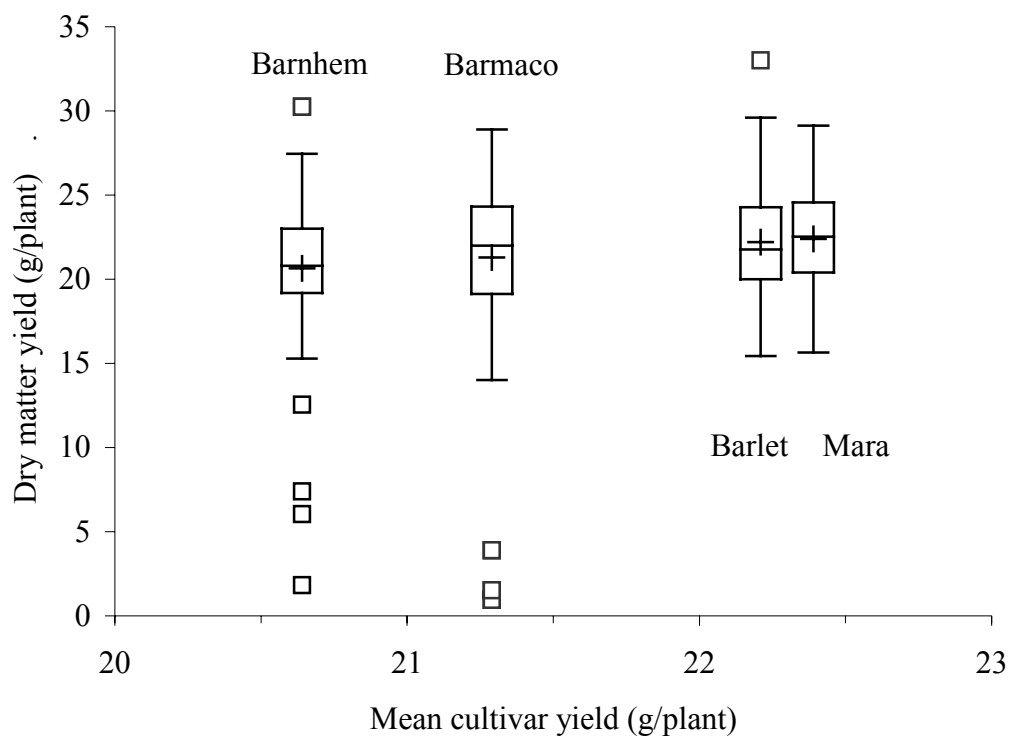 35
30
25
20
15
10
5
0
Dry matter yield (g/plant) .
Barnhem
Barmaco
Barlet
Mara
20
21
22
23
Mean cultivar yield (g/plant)